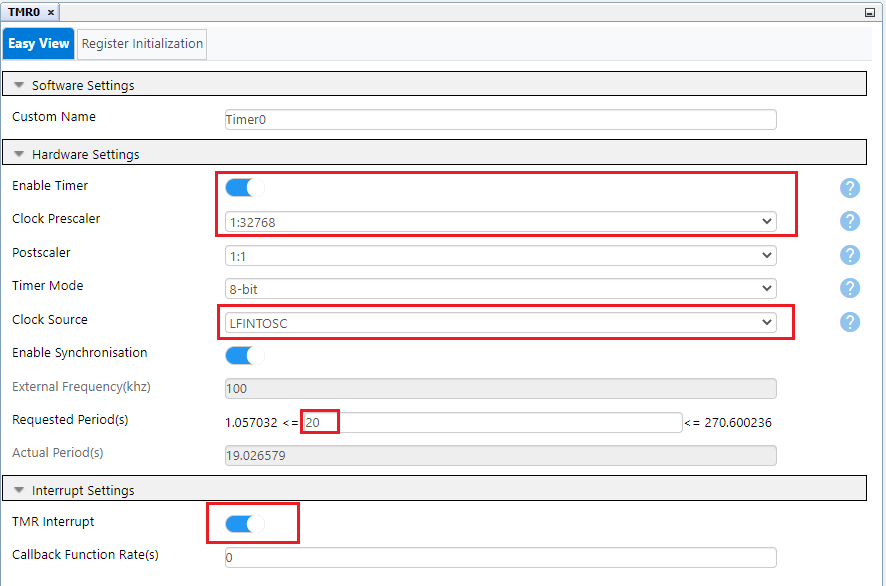 TMR0 ×
Easy View Register Initialization
Software Settings
Custom Name Timer0
Hardware Settings
Enable Timer ?
Clock Prescaler 1:32768 ?
Postscaler 1:1 ?
Timer Mode 8-bit ?
Clock Source LFINTOSC ?
Enable Synchronisation
External Frequency(khz) 100
Requested Period(s) 1.057032 <= 20 <= 270.600236
Actual Period(s) 19.026579
Interrupt Settings
TMR Interrupt
Callback Function Rate(s) 0